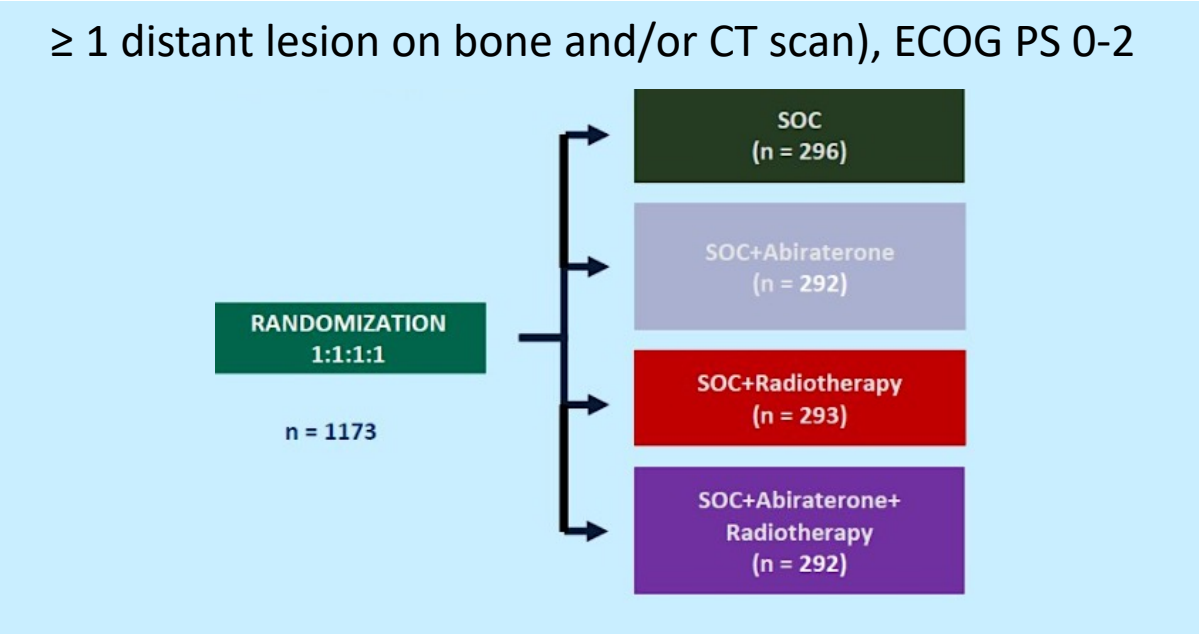 ≥ 1 distant lesion on bone and/or CT scan), ECOG PS 0-2
SOC
(n = 296)
SOC+Abiraterone
(n = 292)
RANDOMIZATION
1:1:1:1
n = 1173
SOC+Radiotherapy
(n = 293)
SOC+Abiraterone+
Radiotherapy
(n = 292)